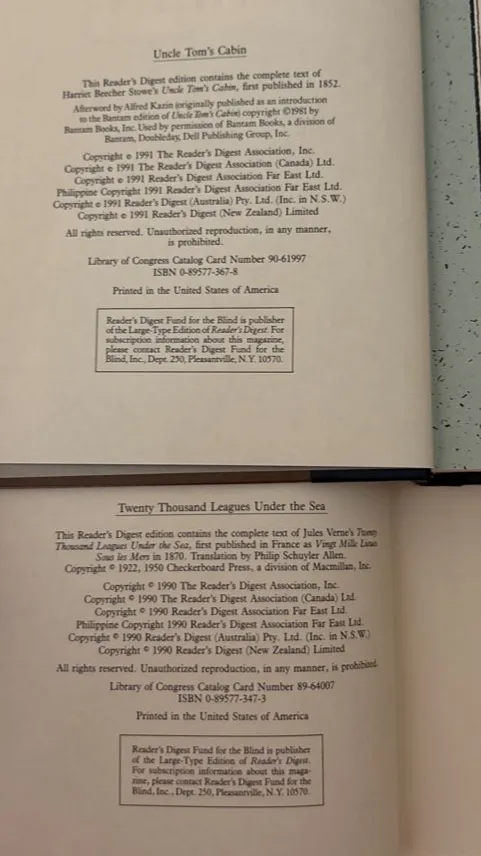 Uncle Tom's Cabin
This Reader's Digest edition contains the complete text of
Harriet Beecher Stowe's Uncle Tom's Cabin, first published in 1852.
Afterword by Alfred Kazin (originally published as an introduction
to the Bantam edition of Uncle Tom's Cabin) copyright ©1981 by
Bantam Books, Inc. Used by permission of Bantam Books, a division of
Bantam, Doubleday, Dell Publishing Group, Inc.
Copyright © 1991 The Reader's Digest Association, Inc.
Copyright © 1991 The Reader's Digest Association (Canada) Ltd.
Copyright © 1991 Reader's Digest Association Far East Ltd.
Philippine Copyright 1991 Reader's Digest Association Far East Ltd.
Copyright © 1991 Reader's Digest (Australia) Pty. Ltd. (Inc. in N.S.W.)
Copyright © 1991 Reader's Digest (New Zealand) Limited
All rights reserved. Unauthorized reproduction, in any manner,
is prohibited.
Library of Congress Catalog Card Number 90-61997
ISBN 0-89577-367-8
Printed in the United States of America
Reader's Digest Fund for the Blind is publisher
of the Large-Type Edition of Reader's Digest. For
subscription information about this magazine,
please contact Reader's Digest Fund for the
Blind, Inc., Dept. 250, Pleasantville, N.Y. 10570.
Twenty Thousand Leagues Under the Sea
This Reader's Digest edition contains the complete text of Jules Verne's Twenty
Thousand Leagues Under the Sea, first published in France as Vingt Mille Lieues
Sous les Mers in 1870. Translation by Philip Schuyler Allen.
Copyright © 1922, 1950 Checkerboard Press, a division of Macmillan, Inc.
Copyright © 1990 The Reader's Digest Association, Inc.
Copyright © 1990 The Reader's Digest Association (Canada) Ltd.
Copyright © 1990 Reader's Digest Association Far East Ltd.
Philippine Copyright 1990 Reader's Digest Association Far East Ltd.
Copyright © 1990 Reader's Digest (Australia) Pty. Ltd. (Inc. in N.S.W.)
Copyright © 1990 Reader's Digest (New Zealand) Limited
All rights reserved. Unauthorized reproduction, in any manner, is prohibited.
Library of Congress Catalog Card Number 89-64007
ISBN 0-89577-347-3
Printed in the United States of America
Reader's Digest Fund for the Blind is publisher
of the Large-Type Edition of Reader's Digest.
For subscription information about this maga-
zine, please contact Reader's Digest Fund for the
Blind, Inc., Dept. 250, Pleasantville, N.Y. 10570.